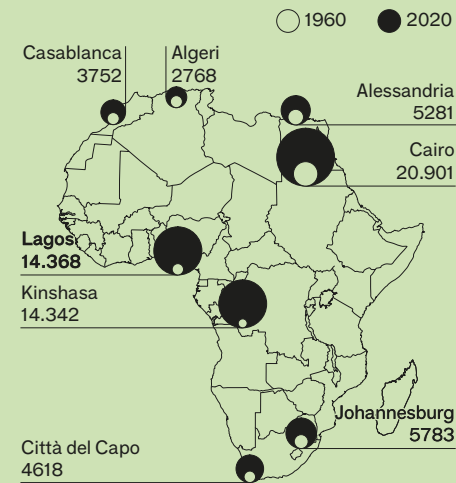 1960
2020
Casablanca
3752
Algeri
2768
Alessandria
5281
Cairo
20.901
Lagos
14.368
Kinshasa
14.342
Johannesburg
5783
Città del Capo
4618